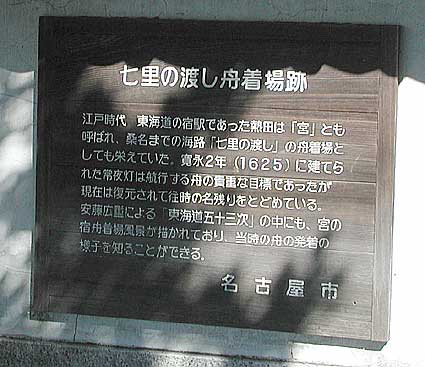 七里の渡し舟着場跡
江戸時代　東海道の宿駅であった熱田は「宮」とも
呼ばれ、桑名までの海路「七里の渡し」の舟着場と
しても栄えていた。寛永2年（1625）に建てら
れた常夜灯は航行する舟の貴重な目標であったが
現在は復元されて往時の名残りをとどめている。
安藤広重による「東海道五十三次」の中にも、宮の
宿舟着場風景が描かれており、当時の舟の発着の
様子を知ることができる。
名古屋市